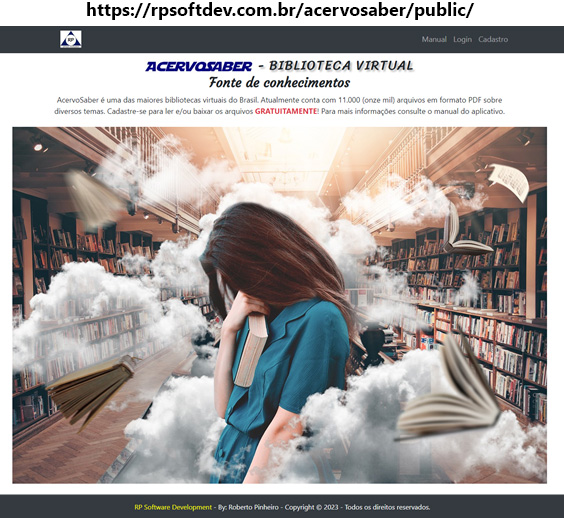 https://rpsoftdev.com.br/acervosaber/public/
RP
Manual Login Cadastro
ACERVOSABER - BIBLIOTECA VIRTUAL
Fonte de conhecimentos
AcervoSaber é uma das maiores bibliotecas virtuais do Brasil. Atualmente conta com 11.000 (onze mil) arquivos em formato PDF sobre
diversos temas. Cadastre-se para ler e/ou baixar os arquivos GRATUITAMENTE! Para mais informações consulte o manual do aplicativo.
RP Software Development - By: Roberto Pinheiro - Copyright © 2023 - Todos os direitos reservados.